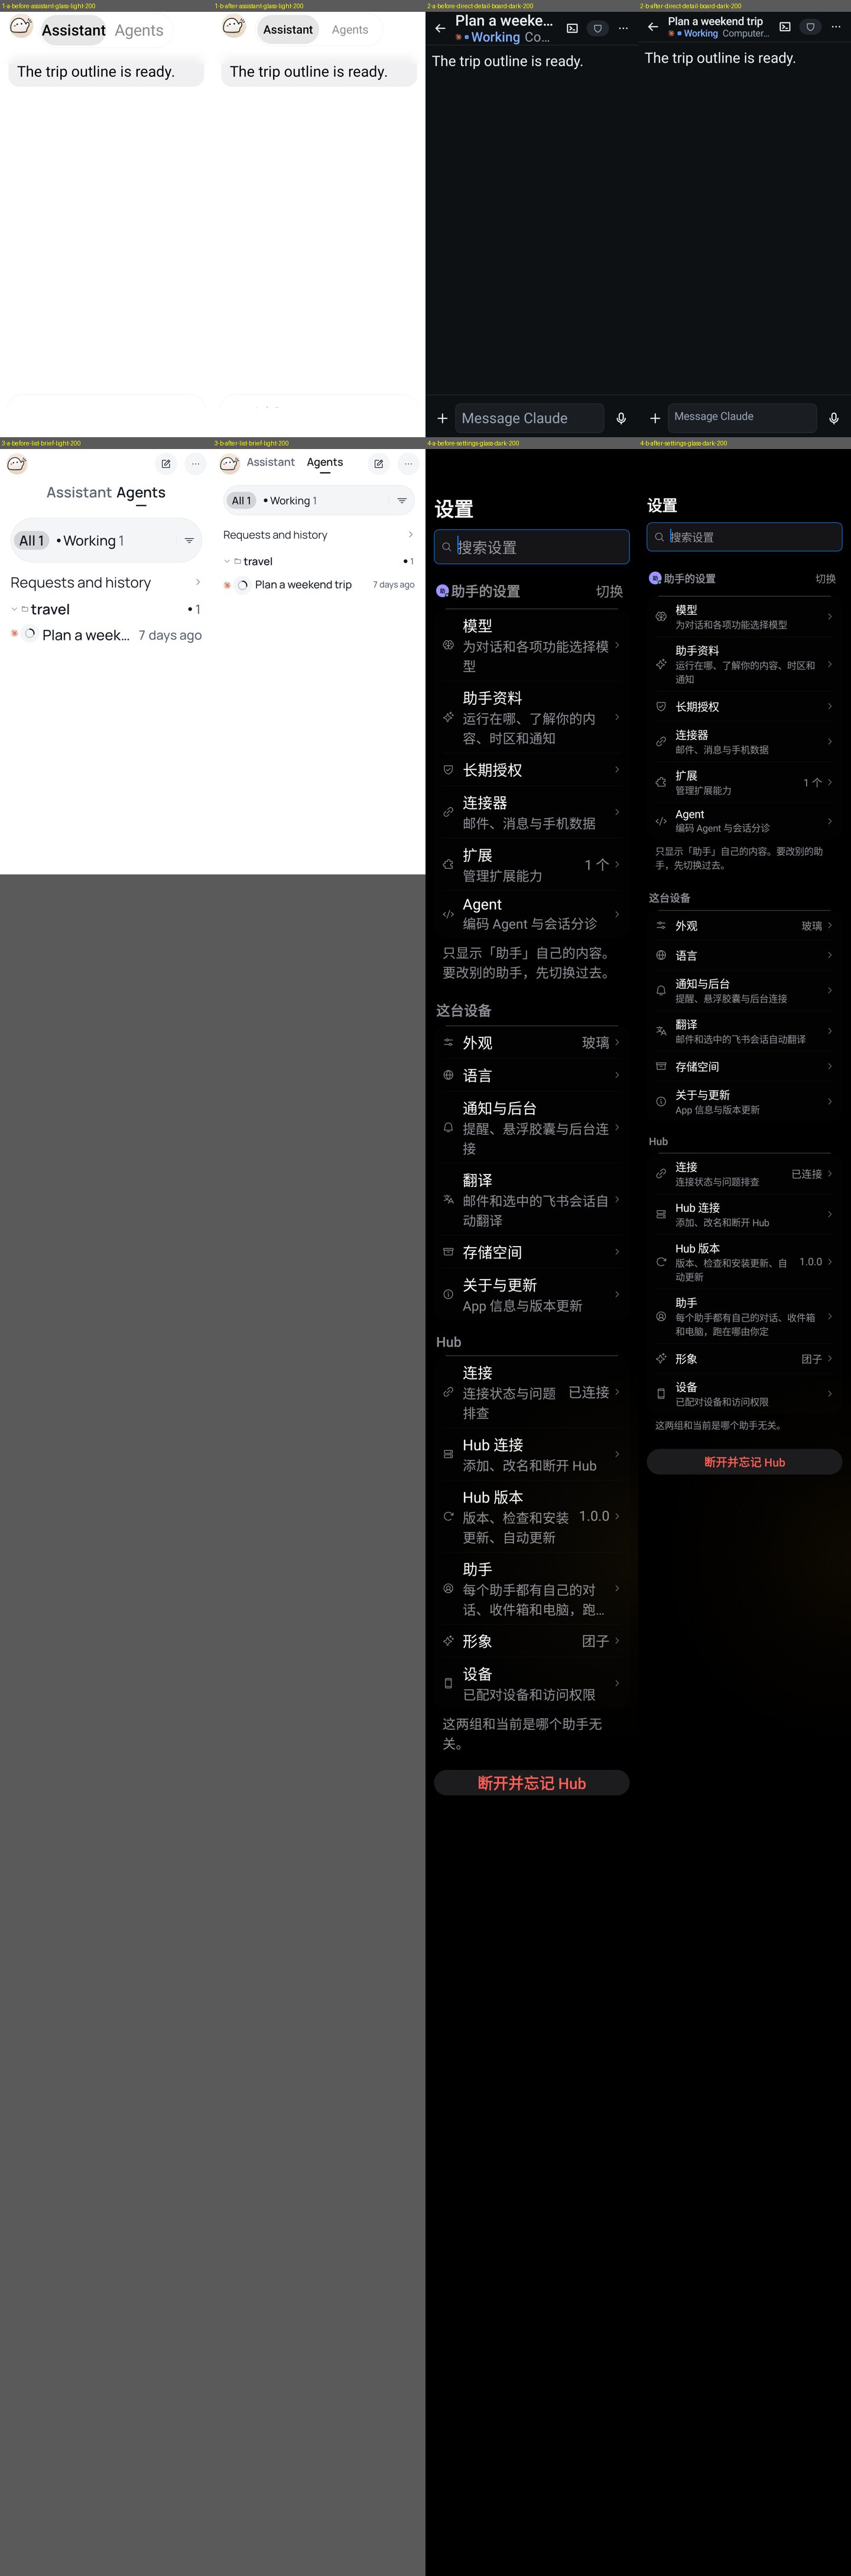 1-a-before-assistant-glass-light-200
Assistant Agents
The trip outline is ready.
1-b-after-assistant-glass-light-200
Assistant Agents
The trip outline is ready.
2-a-before-direct-detail-board-dark-200
Plan a weeke...
Working Co...
The trip outline is ready.
Message Claude
2-b-after-direct-detail-board-dark-200
Plan a weekend trip
Working Computer...
The trip outline is ready.
Message Claude
3-a-before-list-brief-light-200
Assistant Agents
All 1 •Working 1
Requests and history
travel •1
Plan a week... 7 days ago
3-b-after-list-brief-light-200
Assistant Agents
All 1 •Working 1
Requests and history
travel •1
Plan a weekend trip 7 days ago
4-a-before-settings-glass-dark-200
设置
搜索设置
助手的设置 切换
模型
为对话和各项功能选择模
型
助手资料
运行在哪、了解你的内
容、时区和通知
长期授权
连接器
邮件、消息与手机数据
扩展
管理扩展能力 1 个
Agent
编码 Agent 与会话分诊
只显示「助手」自己的内容。
要改别的助手，先切换过去。
这台设备
外观 玻璃
语言
通知与后台
提醒、悬浮胶囊与后台连
接
翻译
邮件和选中的飞书会话自
动翻译
存储空间
关于与更新
App 信息与版本更新
Hub
连接
连接状态与问题 已连接
排查
Hub 连接
添加、改名和断开 Hub
Hub 版本
版本、检查和安装 1.0.0
更新、自动更新
助手
每个助手都有自己的对
话、收件箱和电脑，跑...
形象 团子
设备
已配对设备和访问权限
这两组和当前是哪个助手无
关。
断开并忘记 Hub
4-b-after-settings-glass-dark-200
设置
搜索设置
助手的设置 切换
模型
为对话和各项功能选择模型
助手资料
运行在哪、了解你的内容、时区和
通知
长期授权
连接器
邮件、消息与手机数据
扩展
管理扩展能力 1 个
Agent
编码 Agent 与会话分诊
只显示「助手」自己的内容。要改别的助
手，先切换过去。
这台设备
外观 玻璃
语言
通知与后台
提醒、悬浮胶囊与后台连接
翻译
邮件和选中的飞书会话自动翻译
存储空间
关于与更新
App 信息与版本更新
Hub
连接
连接状态与问题排查 已连接
Hub 连接
添加、改名和断开 Hub
Hub 版本
版本、检查和安装更新、自 1.0.0
动更新
助手
每个助手都有自己的对话、收件箱
和电脑，跑在哪由你定
形象 团子
设备
已配对设备和访问权限
这两组和当前是哪个助手无关。
断开并忘记 Hub